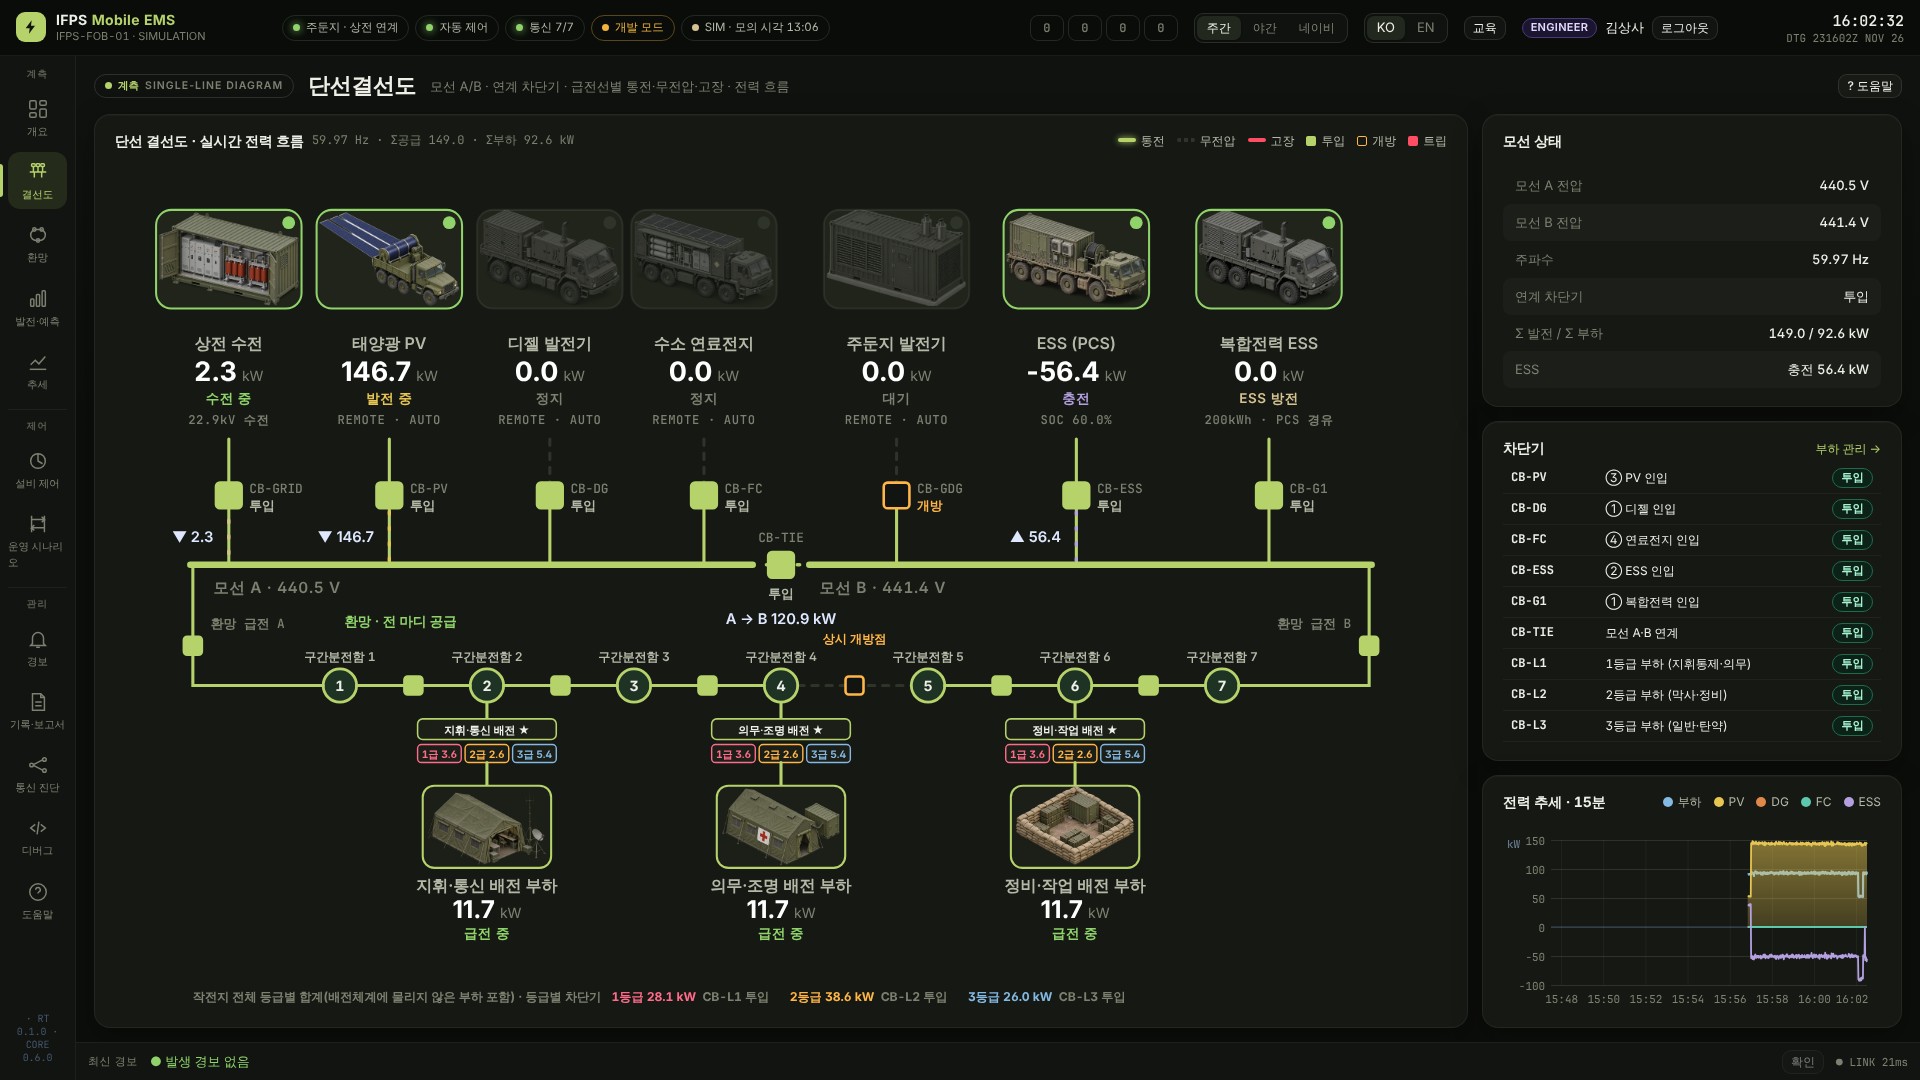 IFPS Mobile EMS
IFPS-FOB-01 · SIMULATION
주둔지 · 상전 연계
자동 제어
통신 7/7
개발 모드
SIM · 모의 시각 13:06
0 0 0 0
주간 야간 네이비
KO EN
교육
ENGINEER 김상사 로그아웃
16:02:32
DTG 231602Z NOV 26
계측
개요
결선도
환망
발전·예측
추세
제어
설비 제어
운영 시나리
오
관리
경보
기록·보고서
통신 진단
디버그
도움말
· RT
0.1.0 ·
CORE
0.6.0
계측 SINGLE-LINE DIAGRAM
단선결선도
모선 A/B · 연계 차단기 · 급전선별 통전·무전압·고장 · 전력 흐름
? 도움말
단선 결선도 · 실시간 전력 흐름 59.97 Hz · Σ공급 149.0 · Σ부하 92.6 kW
통전 무전압 고장 투입 개방 트립
상전 수전 태양광 PV 디젤 발전기 수소 연료전지 주둔지 발전기 ESS (PCS) 복합전력 ESS
2.3 kW 146.7 kW 0.0 kW 0.0 kW 0.0 kW -56.4 kW 0.0 kW
수전 중 발전 중 정지 정지 대기 충전 ESS 방전
22.9kV 수전 REMOTE · AUTO REMOTE · AUTO REMOTE · AUTO REMOTE · AUTO SOC 60.0% 200kWh · PCS 경유
CB-GRID CB-PV CB-DG CB-FC CB-GDG CB-ESS CB-G1
투입 투입 투입 투입 개방 투입 투입
▼ 2.3 ▼ 146.7 CB-TIE ▲ 56.4
모선 A · 440.5 V 투입 모선 B · 441.4 V
환망 급전 A 환망 · 전 마디 공급 A → B 120.9 kW 환망 급전 B
상시 개방점
구간분전함 1 구간분전함 2 구간분전함 3 구간분전함 4 구간분전함 5 구간분전함 6 구간분전함 7
1 2 3 4 5 6 7
지휘·통신 배전 ★ 의무·조명 배전 ★ 정비·작업 배전 ★
1급 3.6 2급 2.6 3급 5.4 1급 3.6 2급 2.6 3급 5.4 1급 3.6 2급 2.6 3급 5.4
지휘·통신 배전 부하 의무·조명 배전 부하 정비·작업 배전 부하
11.7 kW 11.7 kW 11.7 kW
급전 중 급전 중 급전 중
작전지 전체 등급별 합계(배전체계에 물리지 않은 부하 포함) · 등급별 차단기 1등급 28.1 kW CB-L1 투입 2등급 38.6 kW CB-L2 투입 3등급 26.0 kW CB-L3 투입
모선 상태
모선 A 전압 440.5 V
모선 B 전압 441.4 V
주파수 59.97 Hz
연계 차단기 투입
Σ 발전 / Σ 부하 149.0 / 92.6 kW
ESS 충전 56.4 kW
차단기 부하 관리 →
CB-PV ③ PV 인입 투입
CB-DG ① 디젤 인입 투입
CB-FC ④ 연료전지 인입 투입
CB-ESS ② ESS 인입 투입
CB-G1 ① 복합전력 인입 투입
CB-TIE 모선 A·B 연계 투입
CB-L1 1등급 부하 (지휘통제·의무) 투입
CB-L2 2등급 부하 (막사·정비) 투입
CB-L3 3등급 부하 (일반·탄약) 투입
전력 추세 · 15분 부하 PV DG FC ESS
kW 150
100
50
0
-50
-100
15:48 15:50 15:52 15:54 15:56 15:58 16:00 16:02
최신 경보 발생 경보 없음
확인 LINK 21ms